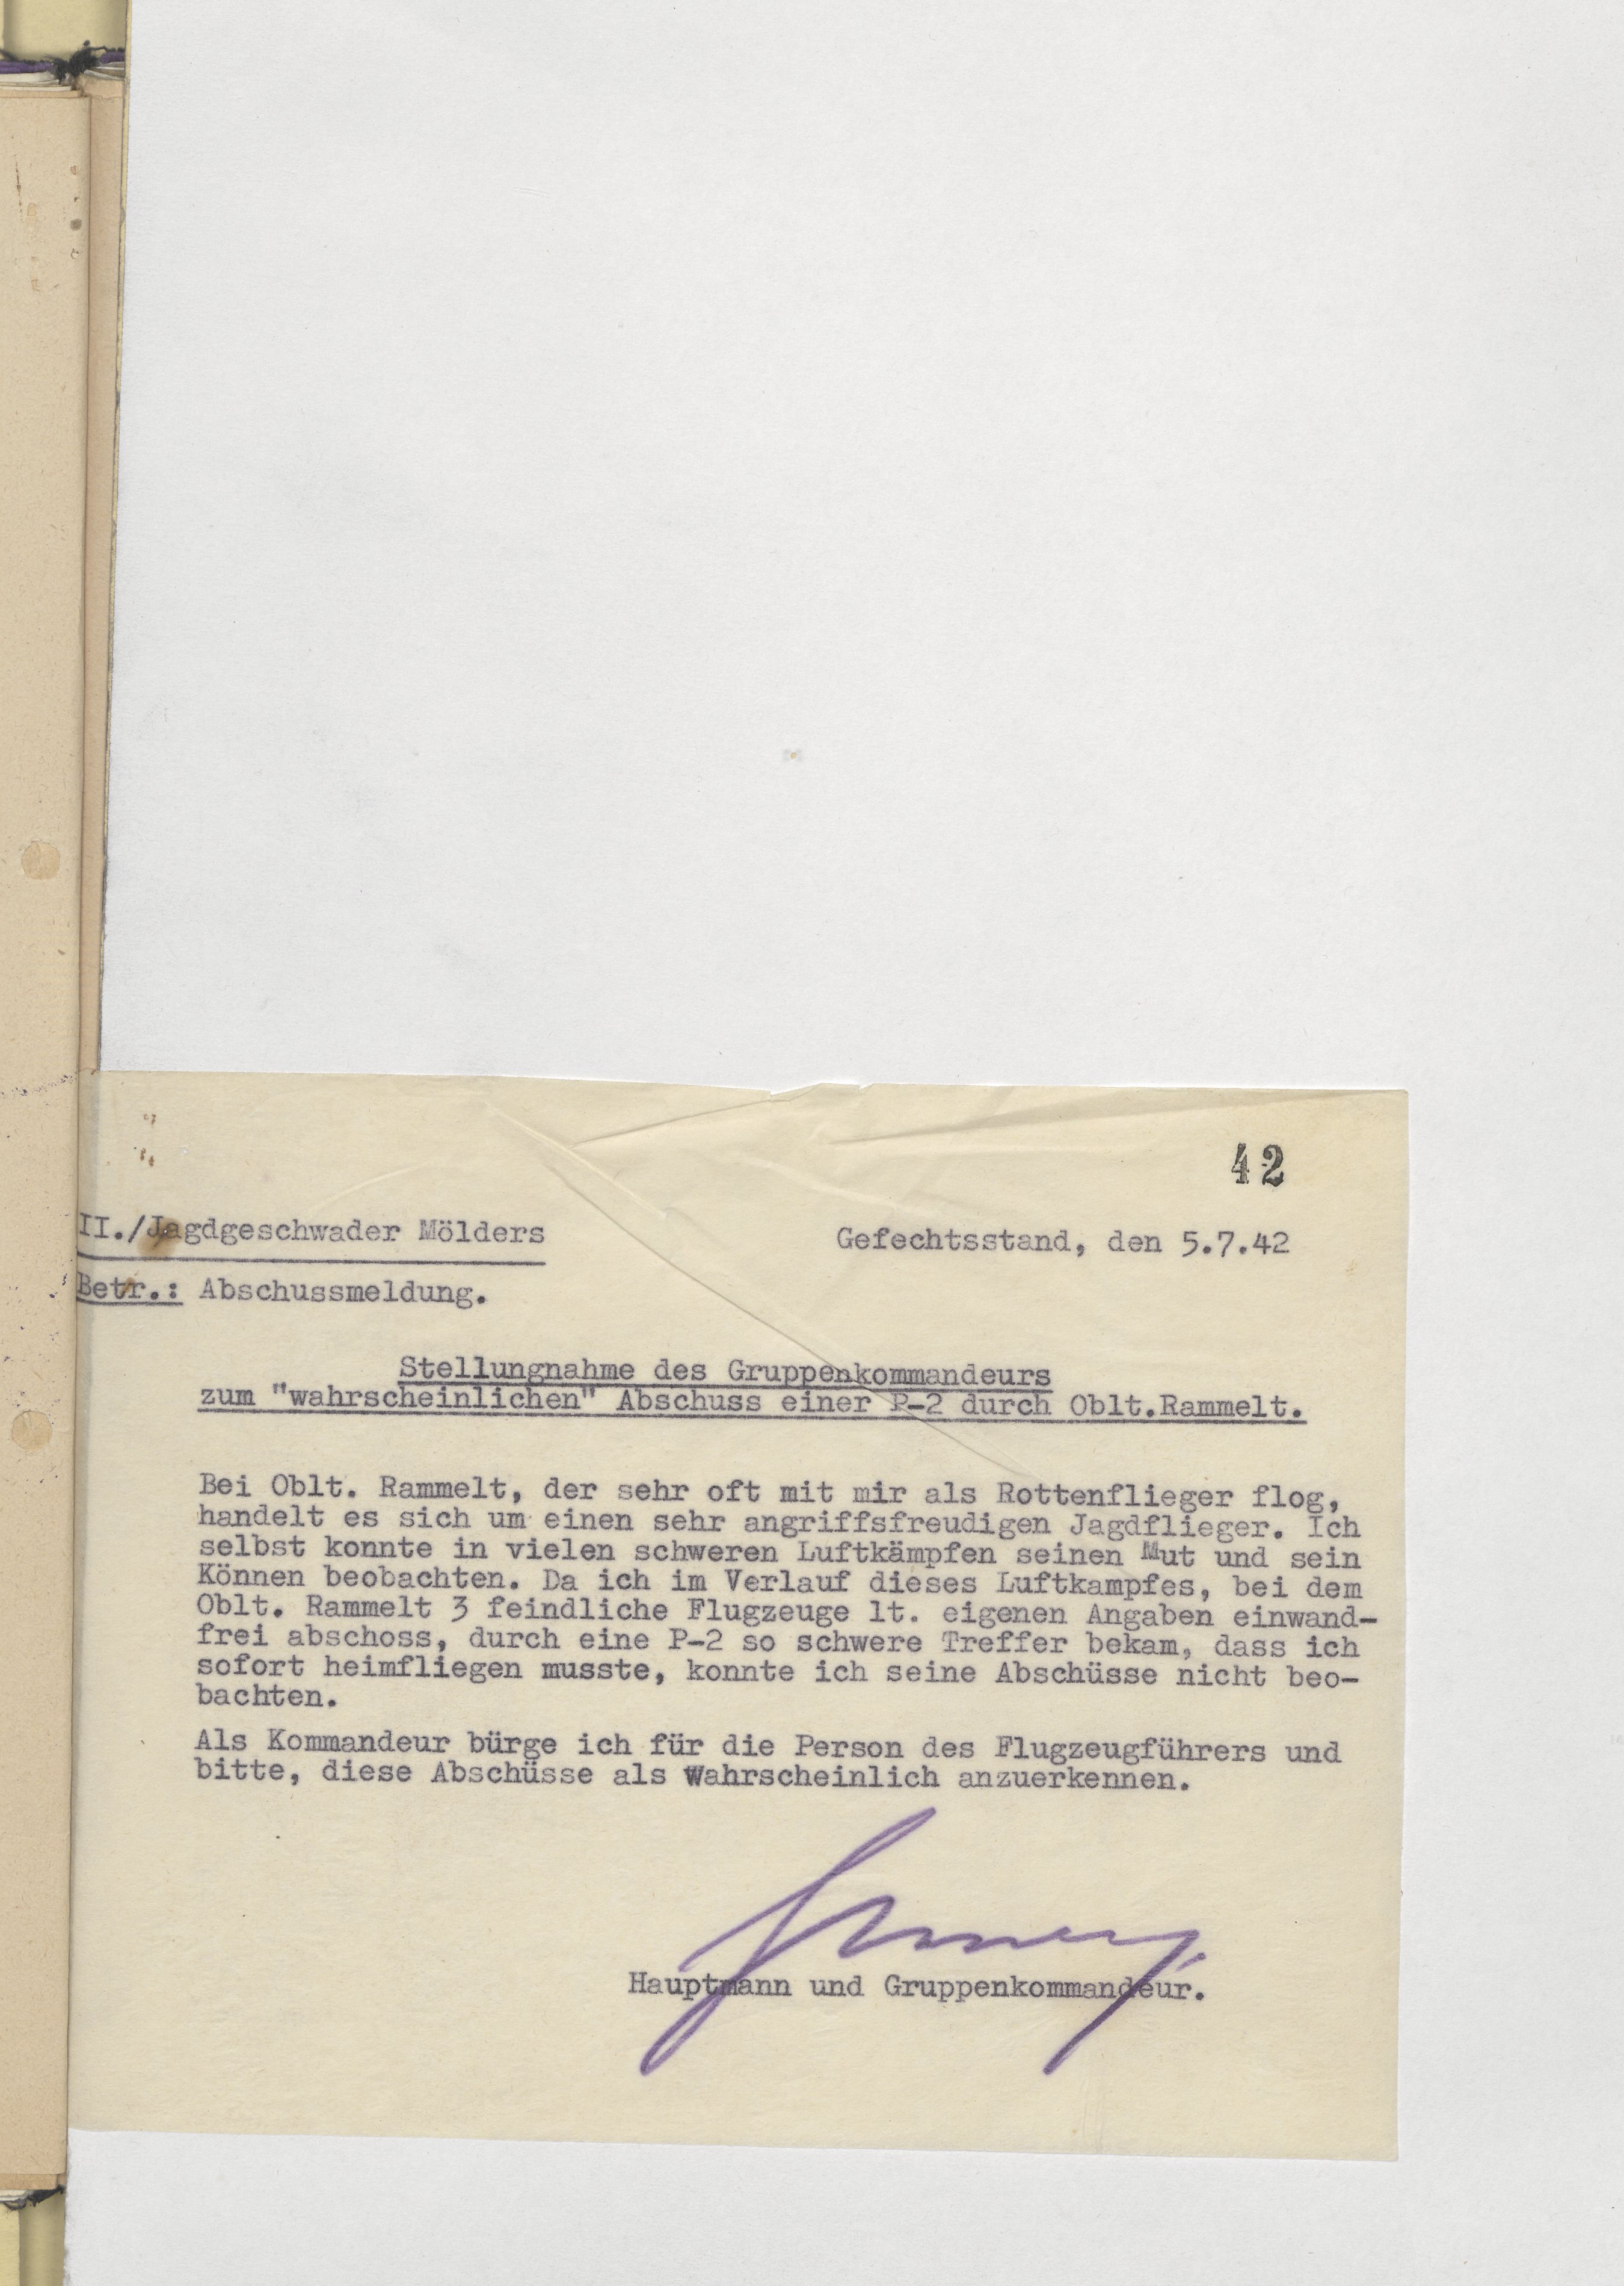 42
II./Jagdgeschwader Mölders
Gefechtsstand, den 5.7.42
Betr.: Abschussmeldung.
Stellungnahme des Gruppenkommandeurs
zum "wahrscheinlichen" Abschuss einer P-2 durch Oblt.Rammelt.
Bei Oblt. Rammelt, der sehr oft mit mir als Rottenflieger flog,
handelt es sich um einen sehr angriffsfreudigen Jagdflieger. Ich
selbst konnte in vielen schweren Luftkämpfen seinen Mut und sein
Können beobachten. Da ich im Verlauf dieses Luftkampfes, bei dem
Oblt. Rammelt 3 feindliche Flugzeuge lt. eigenen Angaben einwand-
frei abschoss, durch eine P-2 so schwere Treffer bekam, dass ich
sofort heimfliegen musste, konnte ich seine Abschüsse nicht beo-
bachten.
Als Kommandeur bürge ich für die Person des Flugzeugführers und
bitte, diese Abschüsse als Wahrscheinlich anzuerkennen.
Hauptmann und Gruppenkommandeur.